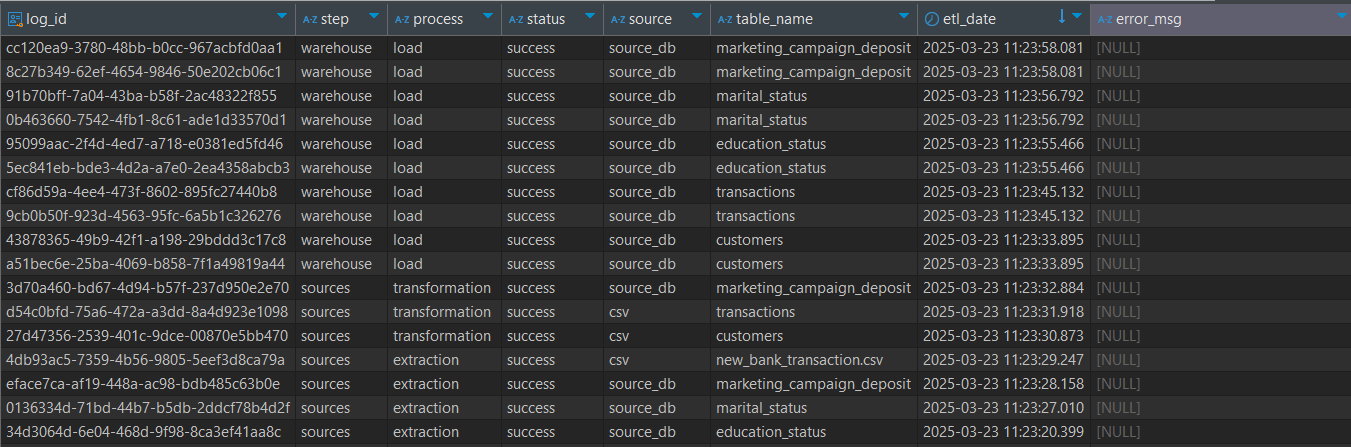 log_id step process status source table_name etl_date error_msg
cc120ea9-3780-48bb-b0cc-967acbfd0aa1 warehouse load success source_db marketing_campaign_deposit 2025-03-23 11:23:58.081 [NULL]
8c27b349-62ef-4654-9846-50e202cb06c1 warehouse load success source_db marketing_campaign_deposit 2025-03-23 11:23:58.081 [NULL]
91b70bff-7a04-43ba-b58f-2ac48322f855 warehouse load success source_db marital_status 2025-03-23 11:23:56.792 [NULL]
0b463660-7542-4fb1-8c61-ade1d33570d1 warehouse load success source_db marital_status 2025-03-23 11:23:56.792 [NULL]
95099aac-2f4d-4ed7-a718-e0381ed5fd46 warehouse load success source_db education_status 2025-03-23 11:23:55.466 [NULL]
5ec841eb-bde3-4d2a-a7e0-2ea4358abcb3 warehouse load success source_db education_status 2025-03-23 11:23:55.466 [NULL]
cf86d59a-4ee4-473f-8602-895fc27440b8 warehouse load success source_db transactions 2025-03-23 11:23:45.132 [NULL]
9cb0b50f-923d-4563-95fc-6a5b1c326276 warehouse load success source_db transactions 2025-03-23 11:23:45.132 [NULL]
43878365-49b9-42f1-a198-29bddd3c17c8 warehouse load success source_db customers 2025-03-23 11:23:33.895 [NULL]
a51bec6e-25ba-4069-b858-7f1a49819a44 warehouse load success source_db customers 2025-03-23 11:23:33.895 [NULL]
3d70a460-bd67-4d94-b57f-237d950e2e70 sources transformation success source_db marketing_campaign_deposit 2025-03-23 11:23:32.884 [NULL]
d54c0bfd-75a6-472a-a3dd-8a4d923e1098 sources transformation success csv transactions 2025-03-23 11:23:31.918 [NULL]
27d47356-2539-401c-9dce-00870e5bb470 sources transformation success csv customers 2025-03-23 11:23:30.873 [NULL]
4db93ac5-7359-4b56-9805-5eef3d8ca79a sources extraction success csv new_bank_transaction.csv 2025-03-23 11:23:29.247 [NULL]
eface7ca-af19-448a-ac98-bdb485c63b0e sources extraction success source_db marketing_campaign_deposit 2025-03-23 11:23:28.158 [NULL]
0136334d-71bd-44b7-b5db-2ddcf78b4d2f sources extraction success source_db marital_status 2025-03-23 11:23:27.010 [NULL]
34d3064d-6e04-468d-9f98-8ca3ef41aa8c sources extraction success source_db education_status 2025-03-23 11:23:20.399 [NULL]